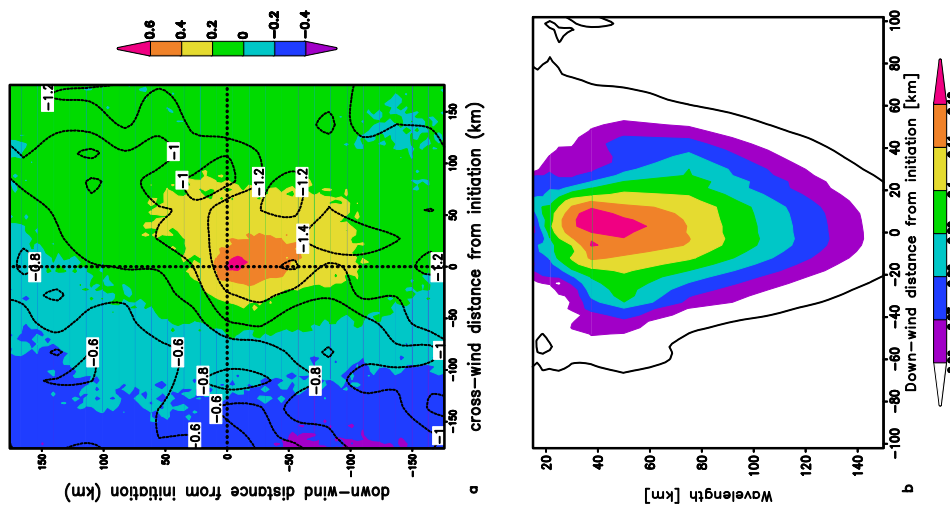 0.6 0.4 0.2 0 −0.2 −0.4
−1.2
−1
−1
−1.2
−1.2
−1.4
−0.8
−1.2
−0.6
−0.6
−1
−0.8
−0.8
−0.6
−0.6
−1
150 100 50 0 −50 −100 −150
down−wind distance from initiation (km)
150 100 50 0 −50 −100 −150
cross−wind distance from initiation (km)
a
100 80 60 40 20 0 −20 −40 −60 −80 −100
Down−wind distance from initiation [km]
20 40 60 80 100 120 140
Wavelength [km]
b